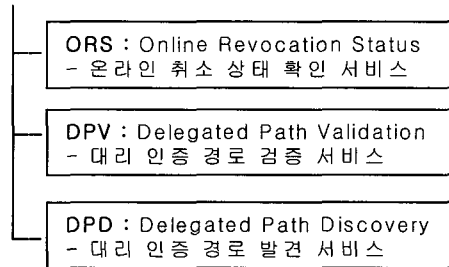 ORS : Online Revocation Status
- 온라인 취소 상태 확인 서비스
DPV : Delegated Path Validation
- 대리 인증 경로 검증 서비스
DPD : Delegated Path Discovery
- 대리 인증 경로 발견 서비스